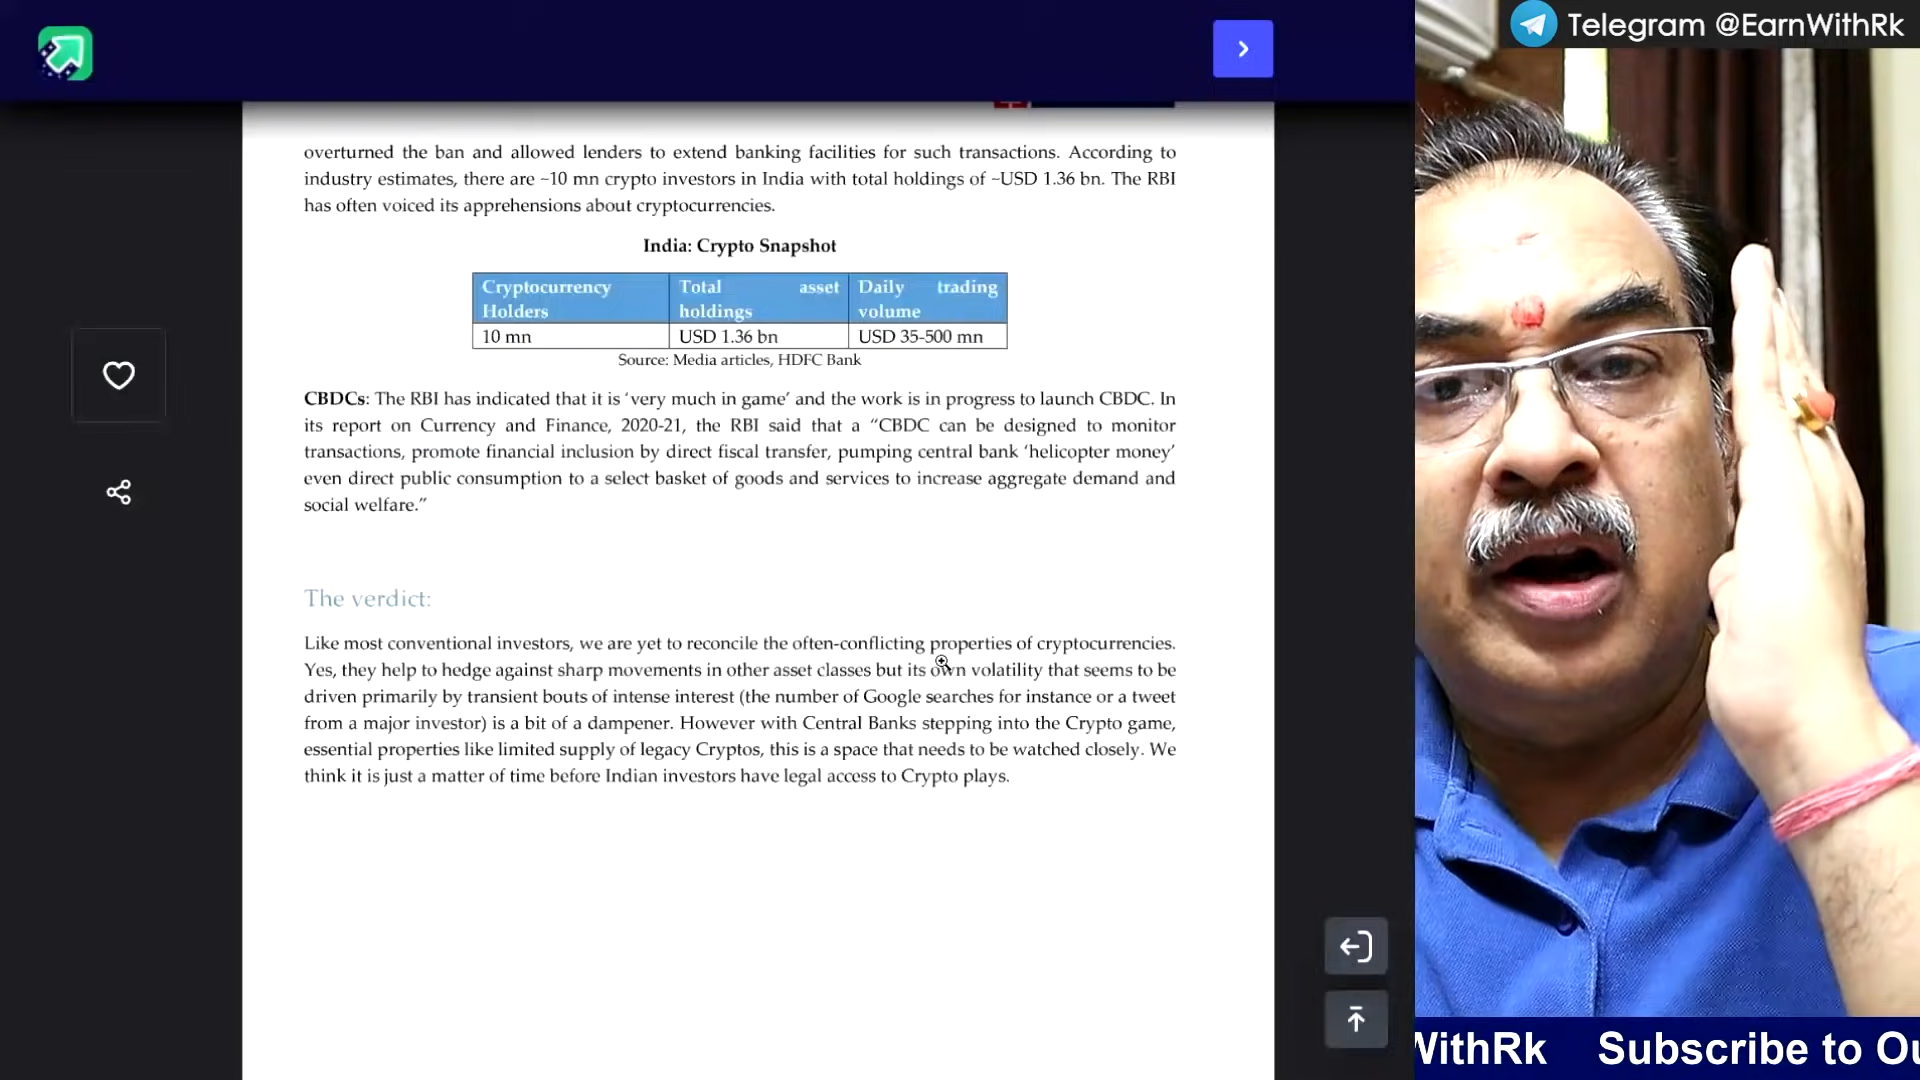 Telegram @EarnWithRk
overturned the ban and allowed lenders to extend banking facilities for such transactions. According to
industry estimates, there are ~10 mn crypto investors in India with total holdings of ~USD 1.36 bn. The RBI
has often voiced its apprehensions about cryptocurrencies.
India: Crypto Snapshot
Cryptocurrency Total asset Daily trading
Holders holdings volume
10 mn USD 1.36 bn USD 35-500 mn
Source: Media articles, HDFC Bank
CBDCs: The RBI has indicated that it is ‘very much in game’ and the work is in progress to launch CBDC. In
its report on Currency and Finance, 2020-21, the RBI said that a “CBDC can be designed to monitor
transactions, promote financial inclusion by direct fiscal transfer, pumping central bank ‘helicopter money’
even direct public consumption to a select basket of goods and services to increase aggregate demand and
social welfare.”
The verdict:
Like most conventional investors, we are yet to reconcile the often-conflicting properties of cryptocurrencies.
Yes, they help to hedge against sharp movements in other asset classes but its own volatility that seems to be
driven primarily by transient bouts of intense interest (the number of Google searches for instance or a tweet
from a major investor) is a bit of a dampener. However with Central Banks stepping into the Crypto game,
essential properties like limited supply of legacy Cryptos, this is a space that needs to be watched closely. We
think it is just a matter of time before Indian investors have legal access to Crypto plays.
WithRk Subscribe to Ou